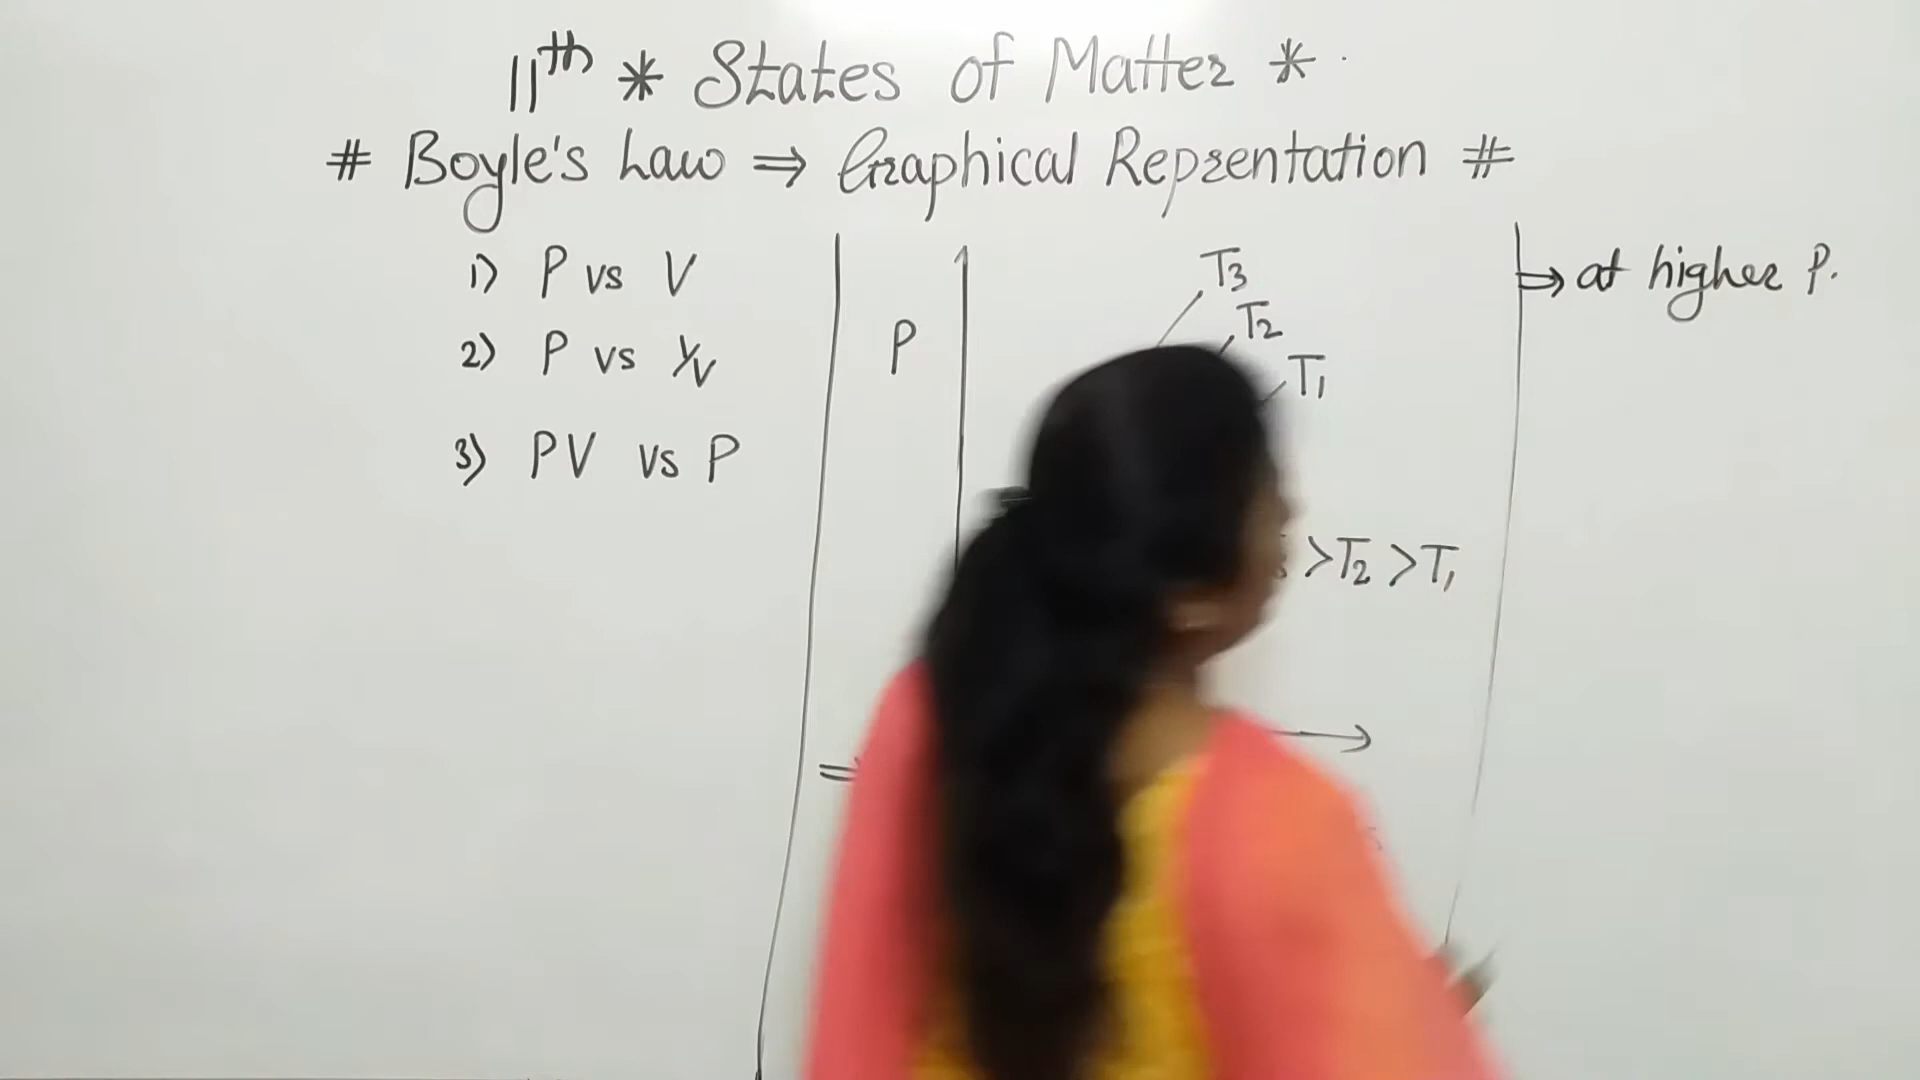 11th * States of Matter *
# Boyle's Law ⇒ Graphical Reprsentation #
1) P vs V
2) P vs 1/V
3) PV vs P
P
T3
T2
T1
>T2 >T1
⇒
→ at higher P.